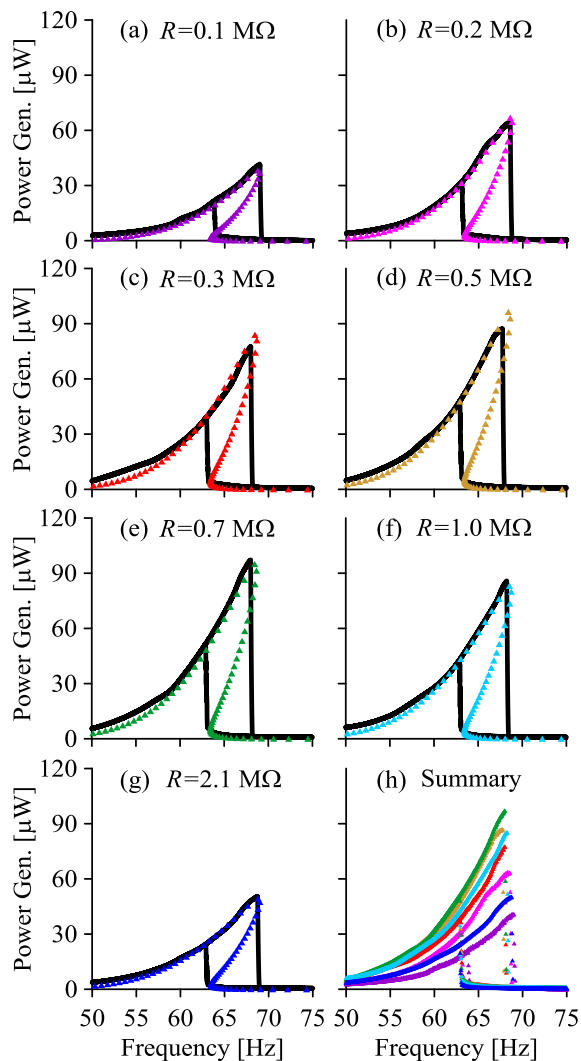 (a) R=0.1 MΩ
(b) R=0.2 MΩ
Power Gen. [μW]
120
90
60
30
0
(c) R=0.3 MΩ
(d) R=0.5 MΩ
Power Gen. [μW]
120
90
60
30
0
(e) R=0.7 MΩ
(f) R=1.0 MΩ
Power Gen. [μW]
120
90
60
30
0
(g) R=2.1 MΩ
(h) Summary
Power Gen. [μW]
120
90
60
30
0
50 55 60 65 70 75
50 55 60 65 70 75
Frequency [Hz]
Frequency [Hz]